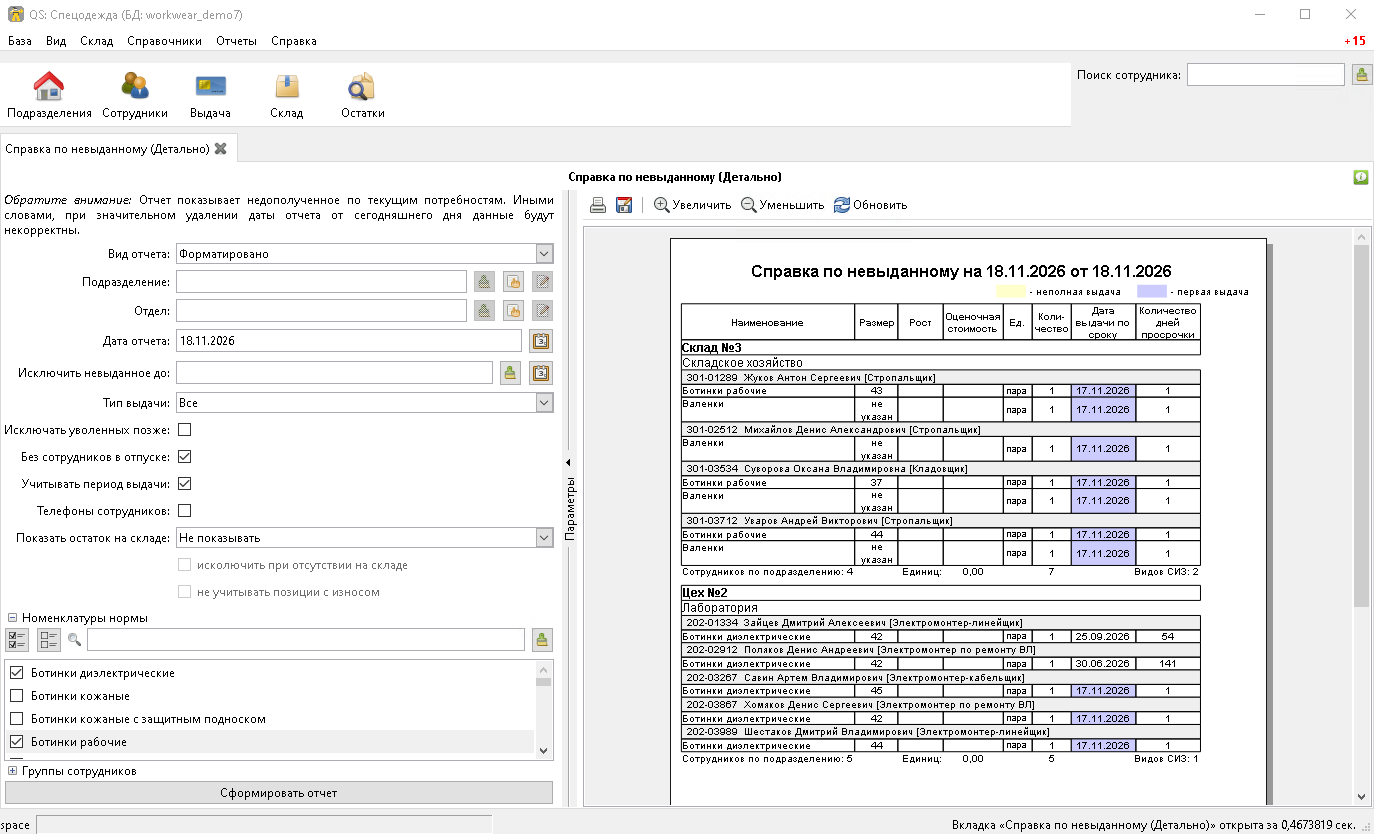 QS: Спецодежда (БД: workwear_demo7)
База Вид Склад Справочники Отчеты Справка
+15
Подразделения Сотрудники Выдача Склад Остатки
Поиск сотрудника:
Справка по невыданному (Детально)
Справка по невыданному (Детально)
Обратите внимание: Отчет показывает недополученное по текущим потребностям. Иными
словами, при значительном удалении даты отчета от сегодняшнего дня данные будут
некорректны.
Вид отчета: Форматировано
Подразделение:
Отдел:
Дата отчета: 18.11.2026
Исключить невыданное до:
Тип выдачи: Все
Исключать уволенных позже:
Без сотрудников в отпуске:
Учитывать период выдачи:
Телефоны сотрудников:
Показать остаток на складе: Не показывать
исколючить при отсутствии на складе
не учитывать позиции с износом
Номенклатуры нормы
Ботинки диэлектрические
Ботинки кожаные
Ботинки кожаные с защитным подноском
Ботинки рабочие
Группы сотрудников
Сформировать отчет
Параметры
Увеличить Уменьшить Обновить
Справка по невыданному на 18.11.2026 от 18.11.2026
- неполная выдача - первая выдача
Наименование Размер Рост Оценочная стоимость Ед. Коли-чество Дата выдачи по сроку Количество дней просрочки
Склад №3
Складское хозяйство
301-01289 Жуков Антон Сергеевич [Стропальщик]
Ботинки рабочие 43 пара 1 17.11.2026 1
Валенки не указан пара 1 17.11.2026 1
301-02512 Михайлов Денис Александрович [Стропальщик]
Валенки не указан пара 1 17.11.2026 1
301-03534 Суворова Оксана Владимировна [Кладовщик]
Ботинки рабочие 37 пара 1 17.11.2026 1
Валенки не указан пара 1 17.11.2026 1
301-03712 Уваров Андрей Викторович [Стропальщик]
Ботинки рабочие 44 пара 1 17.11.2026 1
Валенки не указан пара 1 17.11.2026 1
Сотрудников по подразделению: 4 Единиц: 0,00 7 Видов СИЗ: 2
Цех №2
Лаборатория
202-01334 Зайцев Дмитрий Алексеевич [Электромонтер-линейщик]
Ботинки диэлектрические 42 пара 1 25.09.2026 54
202-02912 Поляков Денис Андреевич [Электромонтер по ремонту ВЛ]
Ботинки диэлектрические 42 пара 1 30.06.2026 141
202-03267 Савин Артем Владимирович [Электромонтер-кабельщик]
Ботинки диэлектрические 45 пара 1 17.11.2026 1
202-03867 Хомяков Денис Сергеевич [Электромонтер по ремонту ВЛ]
Ботинки диэлектрические 42 пара 1 17.11.2026 1
202-03989 Шестаков Дмитрий Владимирович [Электромонтер-линейщик]
Ботинки диэлектрические 44 пара 1 17.11.2026 1
Сотрудников по подразделению: 5 Единиц: 0,00 5 Видов СИЗ: 1
space
Вкладка «Справка по невыданному (Детально)» открыта за 0,4673819 сек.